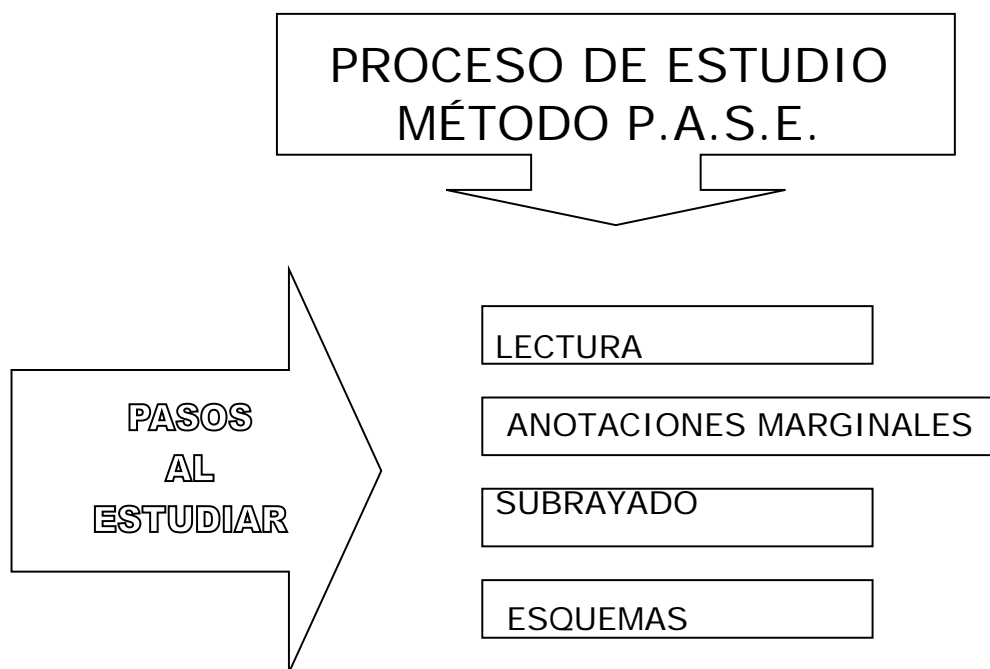 PROCESO DE ESTUDIO
MÉTODO P.A.S.E.
PASOS
AL
ESTUDIAR
LECTURA
ANOTACIONES MARGINALES
SUBRAYADO
ESQUEMAS